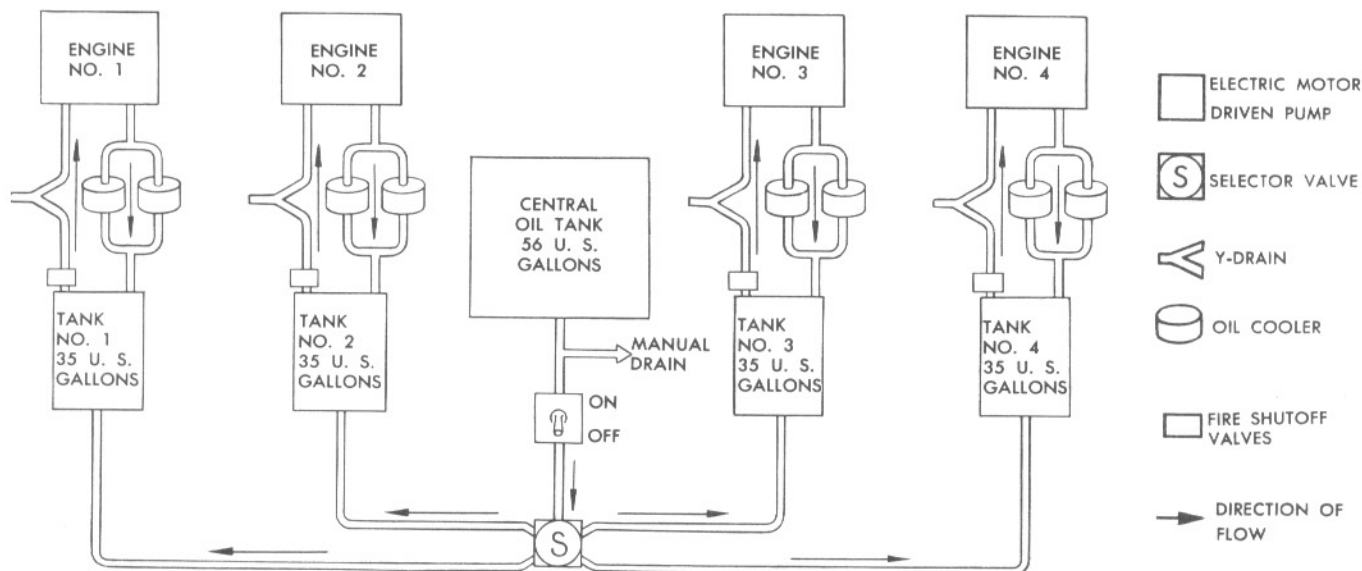 ENGINE
NO. 1
ENGINE
NO. 2
ENGINE
NO. 3
ENGINE
NO. 4
CENTRAL
OIL TANK
56 U. S.
GALLONS
TANK
NO. 1
35 U. S.
GALLONS
TANK
NO. 2
35 U. S.
GALLONS
TANK
NO. 3
35 U. S.
GALLONS
TANK
NO. 4
35 U. S.
GALLONS
MANUAL
DRAIN
ON
OFF
S
ELECTRIC MOTOR
DRIVEN PUMP
S
SELECTOR VALVE
Y-DRAIN
OIL COOLER
FIRE SHUTOFF
VALVES
DIRECTION OF
FLOW